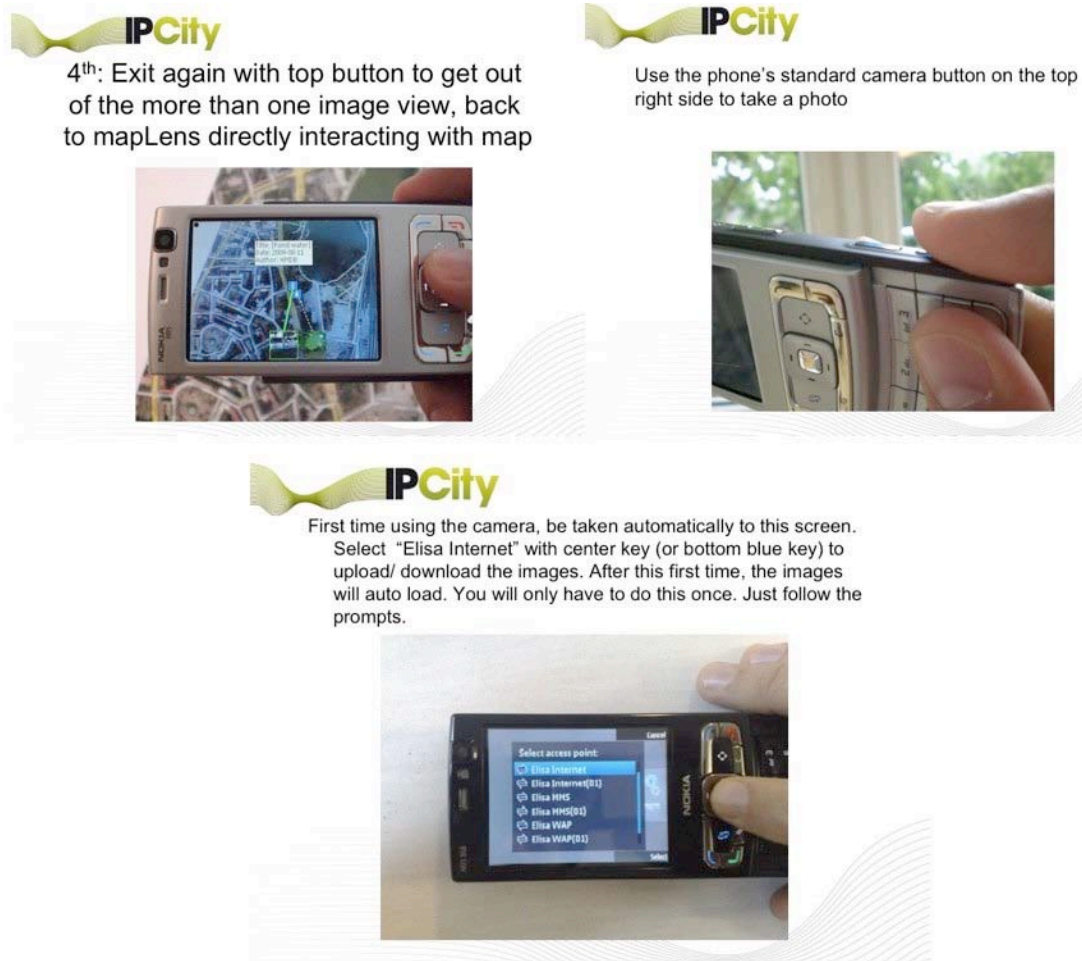 IPCity
4th: Exit again with top button to get out
of the more than one image view, back
to mapLens directly interacting with map
NOKIA
IPCity
Use the phone's standard camera button on the top
right side to take a photo
IPCity
First time using the camera, be taken automatically to this screen.
Select “Elisa Internet” with center key (or bottom blue key) to
upload/ download the images. After this first time, the images
will auto load. You will only have to do this once. Just follow the
prompts.
Cancel
Select access point:
Elisa Internet
Elisa Internet(01)
Elisa MMS
Elisa MMS(01)
Elisa WAP
Elisa WAP(01)
Select
NOKIA